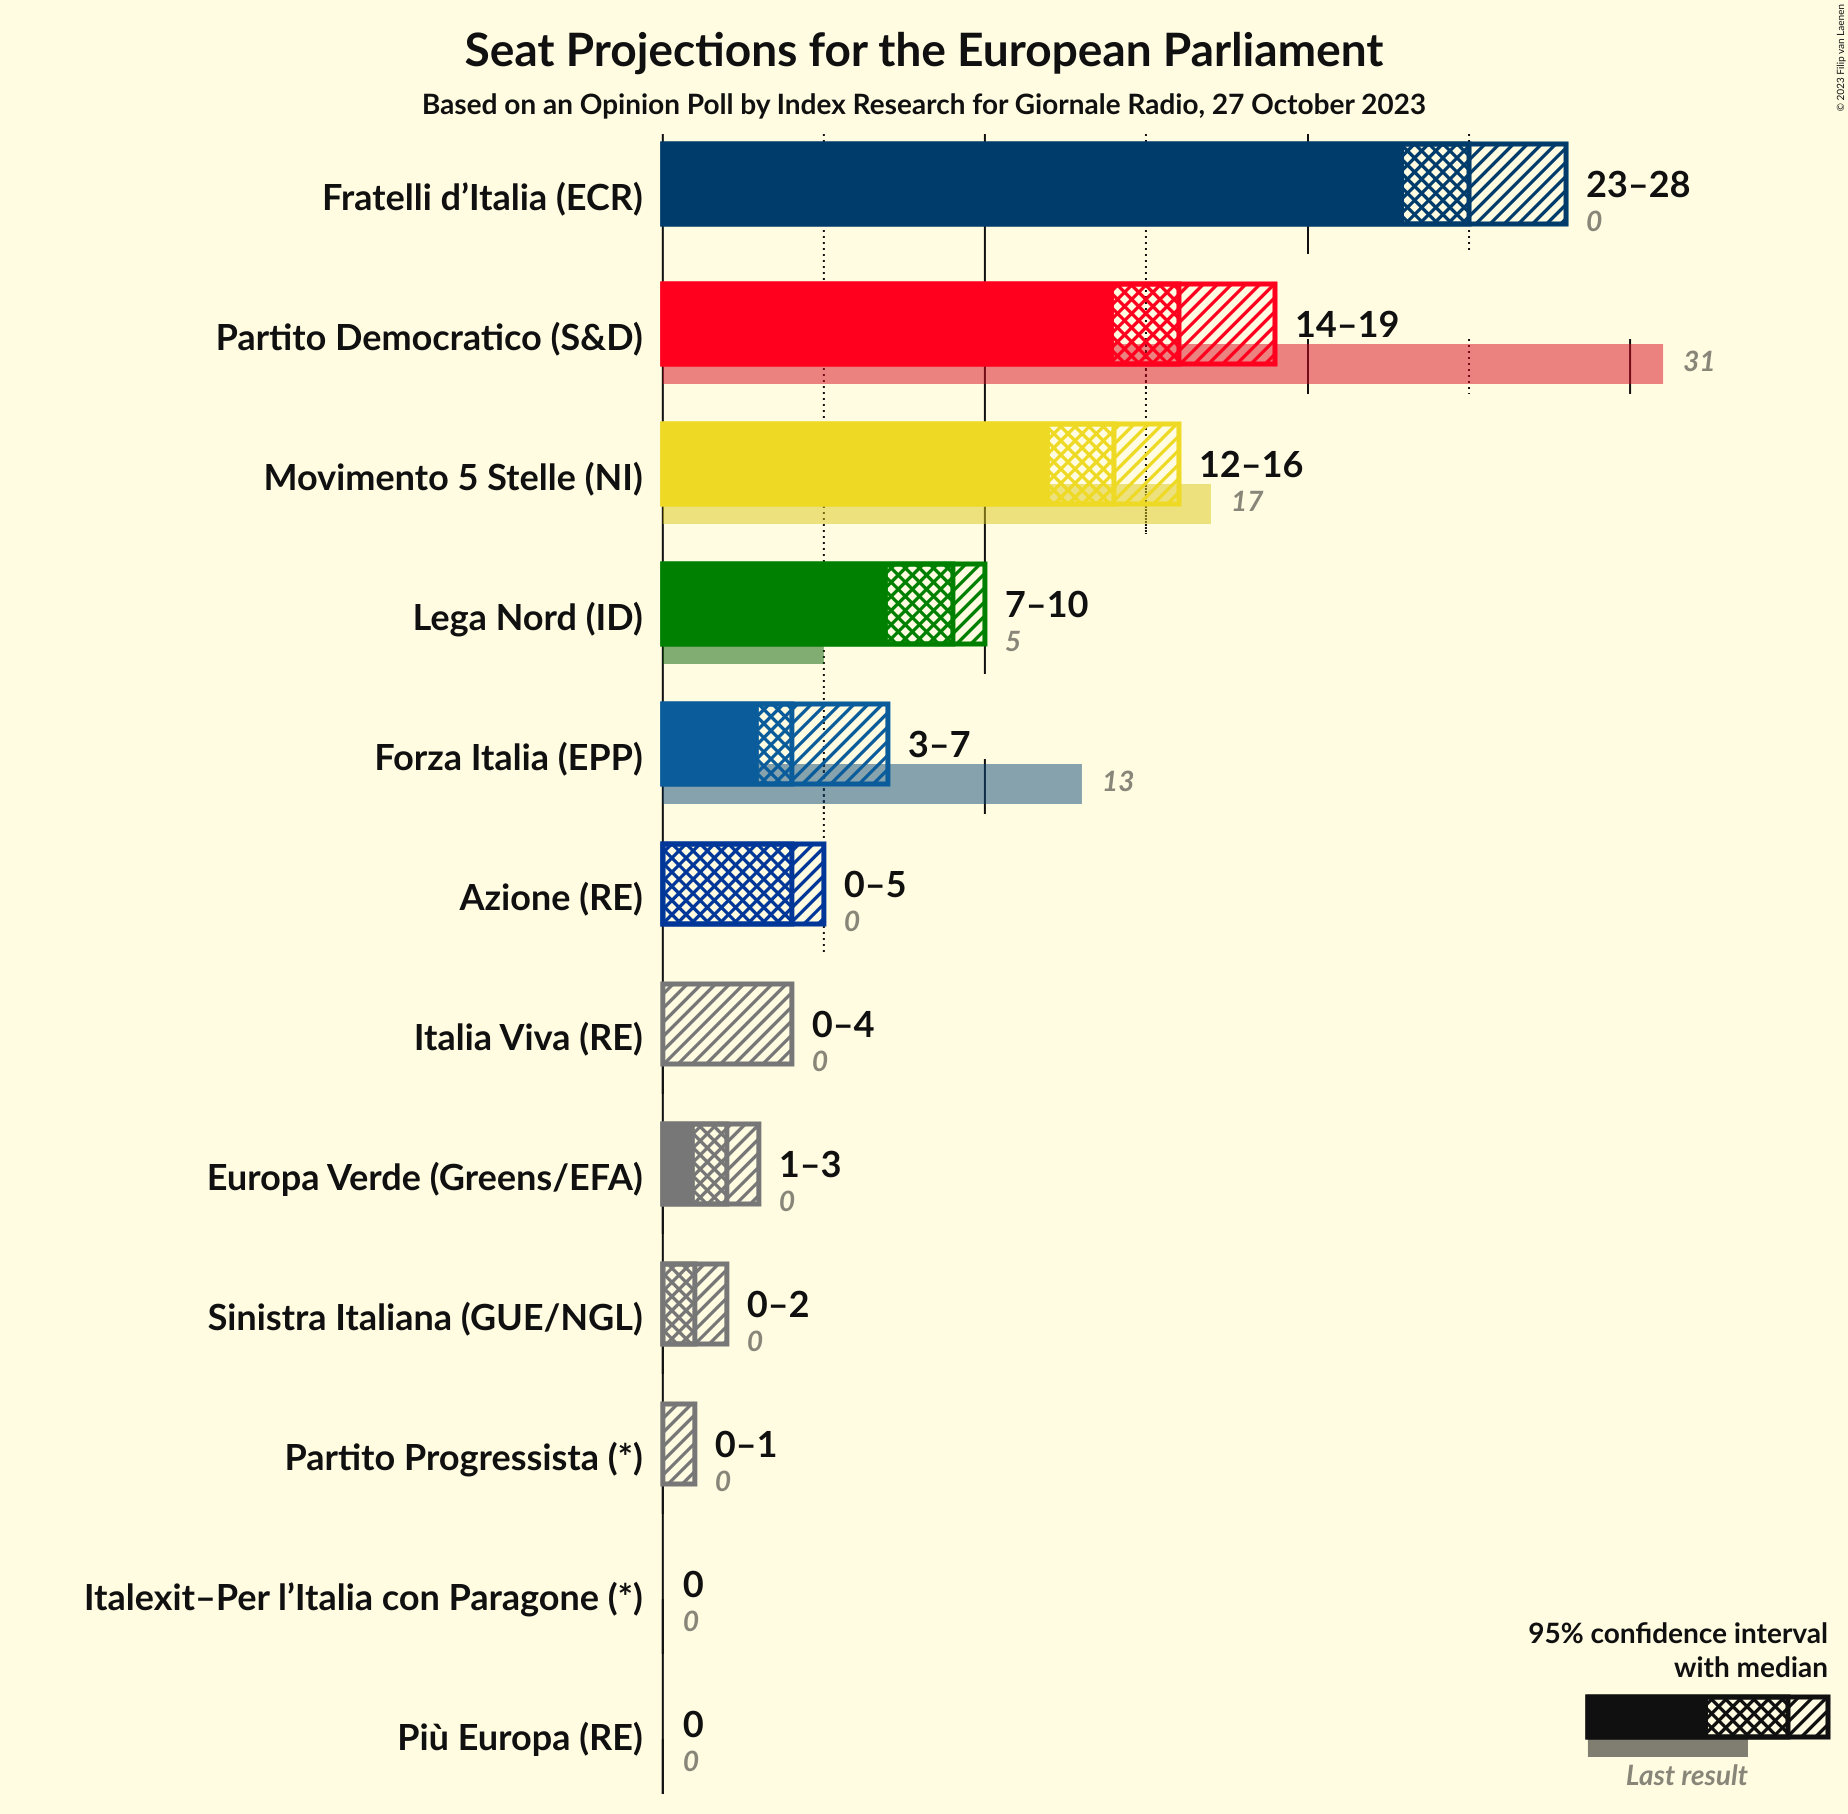 Seat Projections for the European Parliament
Based on an Opinion Poll by Index Research for Giornale Radio, 27 October 2023
© 2023 Filip van Laenen
Fratelli d’Italia (ECR)
23–28
0
Partito Democratico (S&D)
14–19
31
Movimento 5 Stelle (NI)
12–16
17
Lega Nord (ID)
7–10
5
Forza Italia (EPP)
3–7
13
Azione (RE)
0–5
0
Italia Viva (RE)
0–4
0
Europa Verde (Greens/EFA)
1–3
0
Sinistra Italiana (GUE/NGL)
0–2
0
Partito Progressista (*)
0–1
0
Italexit–Per l’Italia con Paragone (*)
0
0
Più Europa (RE)
0
0
95% confidence interval
with median
Last result